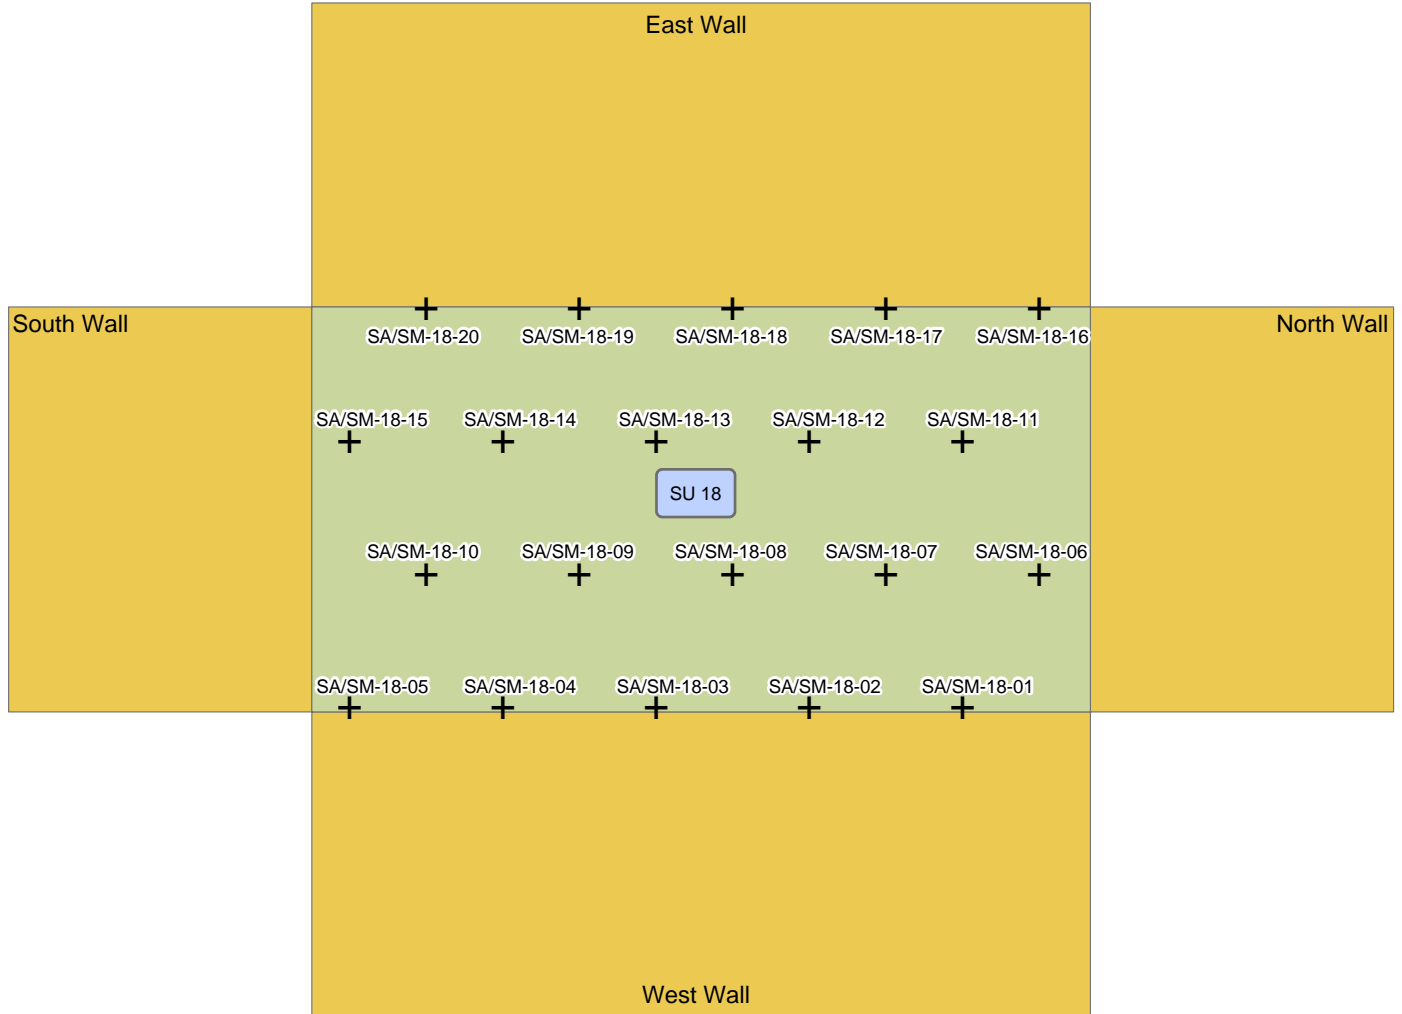 East Wall
South Wall
North Wall
SA/SM-18-20
SA/SM-18-19
SA/SM-18-18
SA/SM-18-17
SA/SM-18-16
SA/SM-18-15
SA/SM-18-14
SA/SM-18-13
SA/SM-18-12
SA/SM-18-11
SU 18
SA/SM-18-10
SA/SM-18-09
SA/SM-18-08
SA/SM-18-07
SA/SM-18-06
SA/SM-18-05
SA/SM-18-04
SA/SM-18-03
SA/SM-18-02
SA/SM-18-01
West Wall